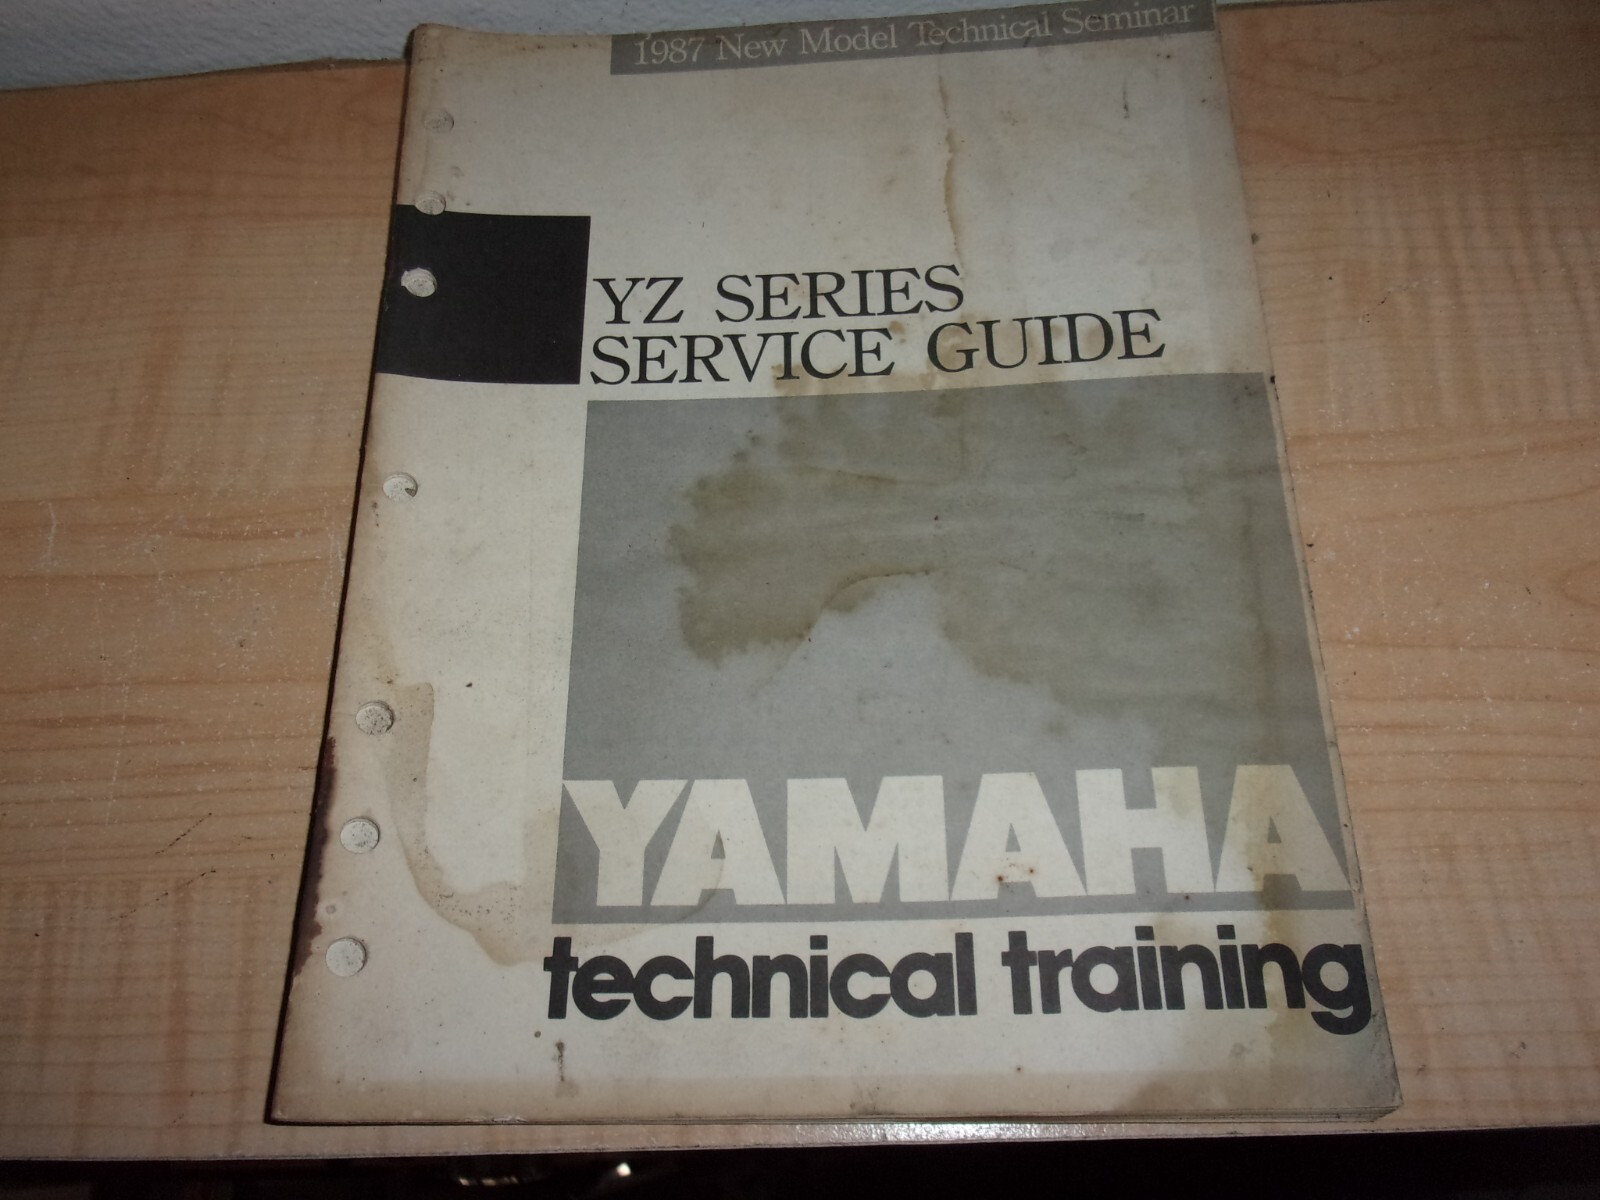 1987 New Model Technical Seminar
YZ SERIES
SERVICE GUIDE
YAMAHA
technical training